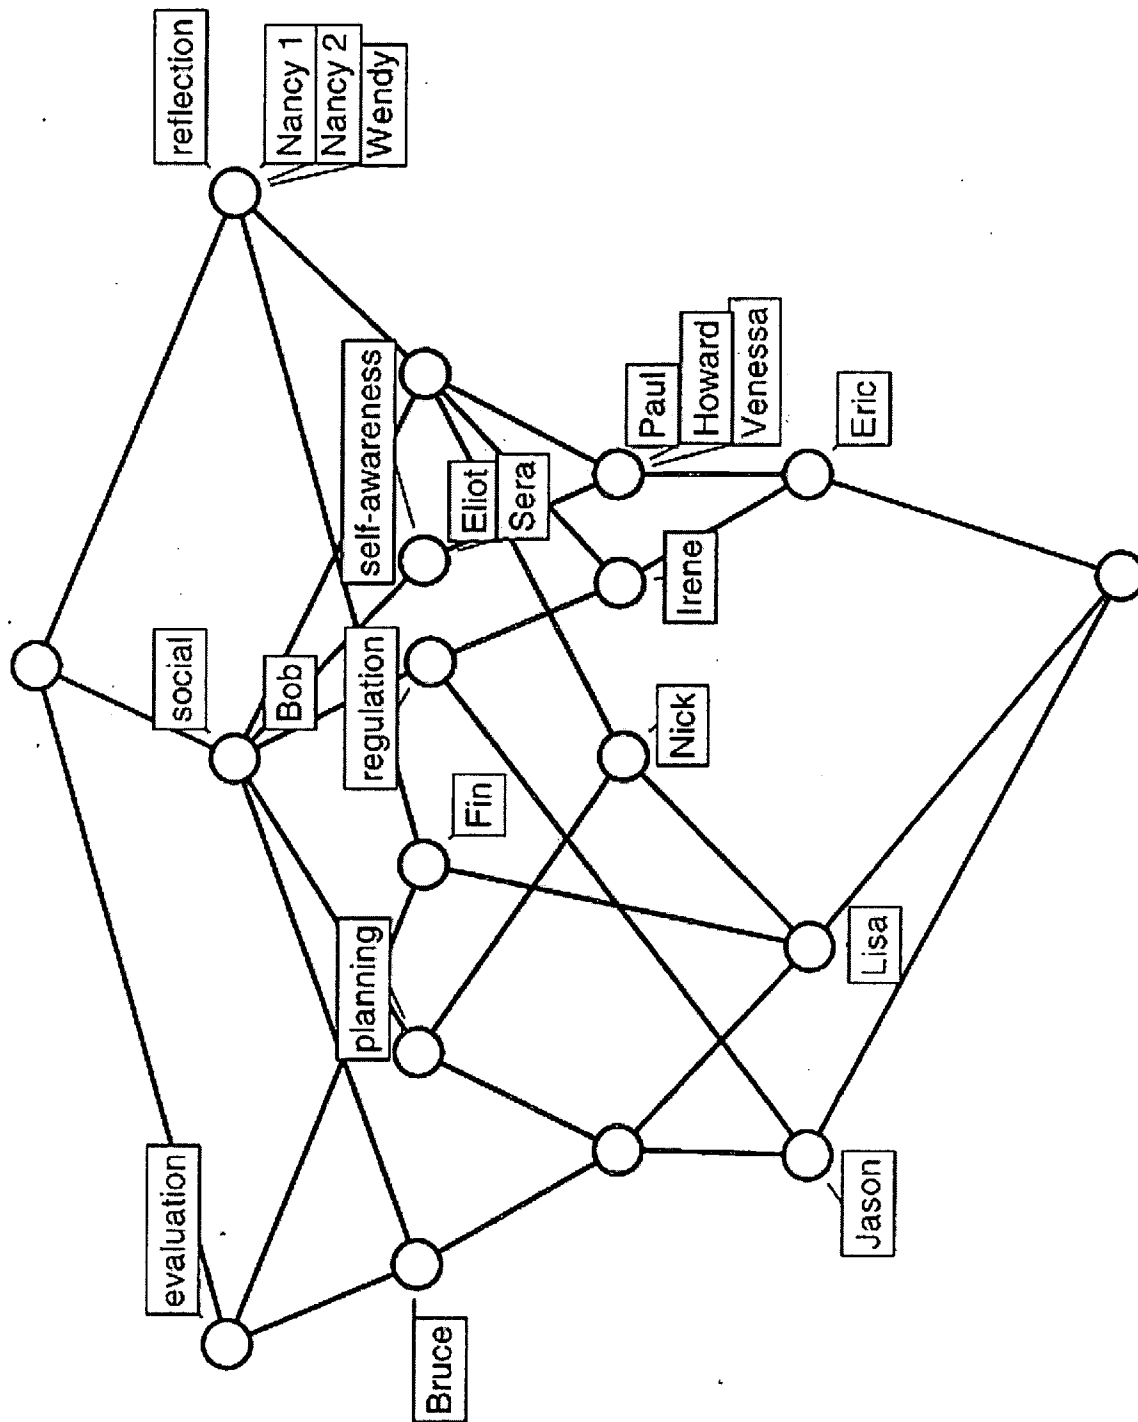 evaluation
social
reflection
Bob
Nancy 1
Nancy 2
Wendy
planning
regulation
self-awareness
Bruce
Fin
Eliot
Sera
Nick
Irene
Paul
Howard
Venessa
Jason
Lisa
Eric